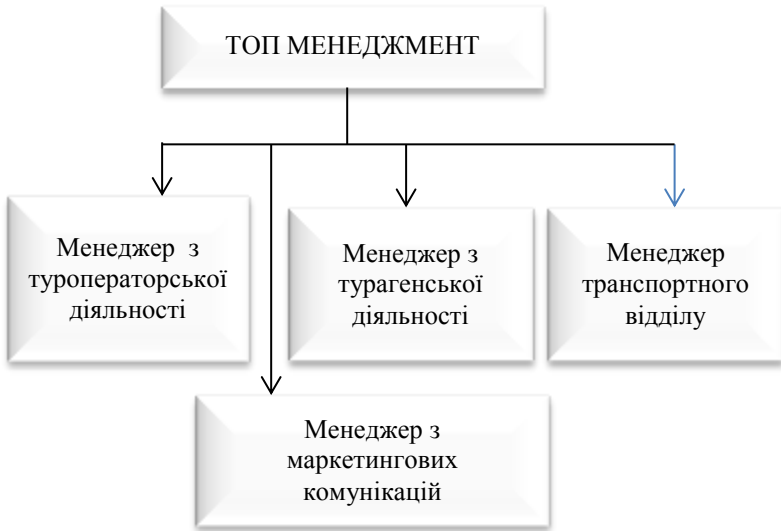 ТОП МЕНЕДЖМЕНТ
Менеджер з
туроператорської
діяльності
Менеджер з
турагенської
діяльності
Менеджер
транспортного
відділу
Менеджер з
маркетингових
комунікацій